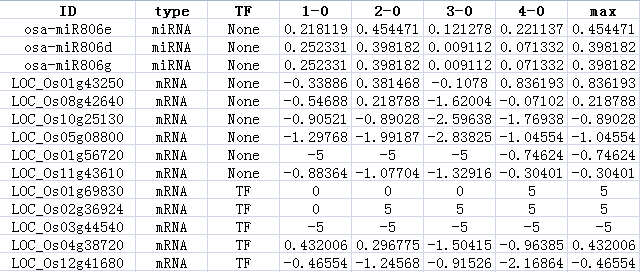 ID type TF 1-0 2-0 3-0 4-0 max
osa-miR806e miRNA None 0.218119 0.454471 0.121278 0.221137 0.454471
osa-miR806d miRNA None 0.252331 0.398182 0.009112 0.071332 0.398182
osa-miR806g miRNA None 0.252331 0.398182 0.009112 0.071332 0.398182
LOC_Os01g43250 mRNA None -0.33886 0.381468 -0.1078 0.836193 0.836193
LOC_Os08g42640 mRNA None -0.54688 0.218788 -1.62004 -0.07102 0.218788
LOC_Os10g25130 mRNA None -0.90521 -0.89028 -2.59638 -1.76938 -0.89028
LOC_Os05g08800 mRNA None -1.29768 -1.99187 -2.83825 -1.04554 -1.04554
LOC_Os01g56720 mRNA None -5 -5 -5 -0.74624 -0.74624
LOC_Os11g43610 mRNA None -0.88364 -1.07704 -1.32916 -0.30401 -0.30401
LOC_Os01g69830 mRNA TF 0 0 0 5 5
LOC_Os02g36924 mRNA TF 0 5 5 5 5
LOC_Os03g44540 mRNA TF -5 -5 -5 -5 -5
LOC_Os04g38720 mRNA TF 0.432006 0.296775 -1.50415 -0.96385 0.432006
LOC_Os12g41680 mRNA TF -0.46554 -1.24568 -0.91526 -2.16864 -0.46554